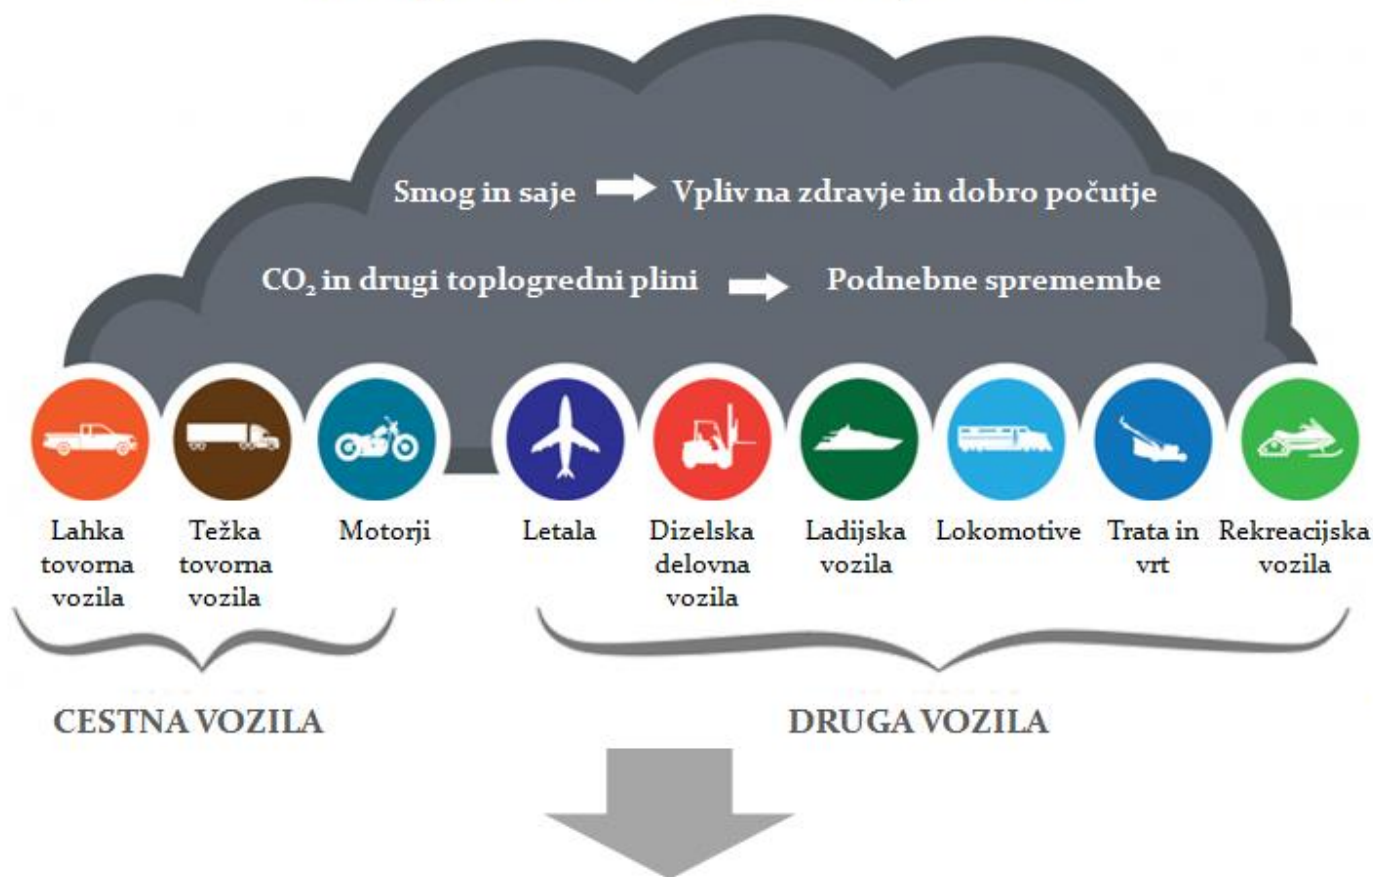 Smog in saje Vpliv na zdravje in dobro počutje
CO₂ in drugi toplogredni plini Podnebne spremembe
Lahka
tovorna
vozila
Težka
tovorna
vozila
Motorji
Letala
Dizelska
delovna
vozila
Ladijska
vozila
Lokomotive
Trata in
vrt
Rekreacijska
vozila
CESTNA VOZILA
DRUGA VOZILA